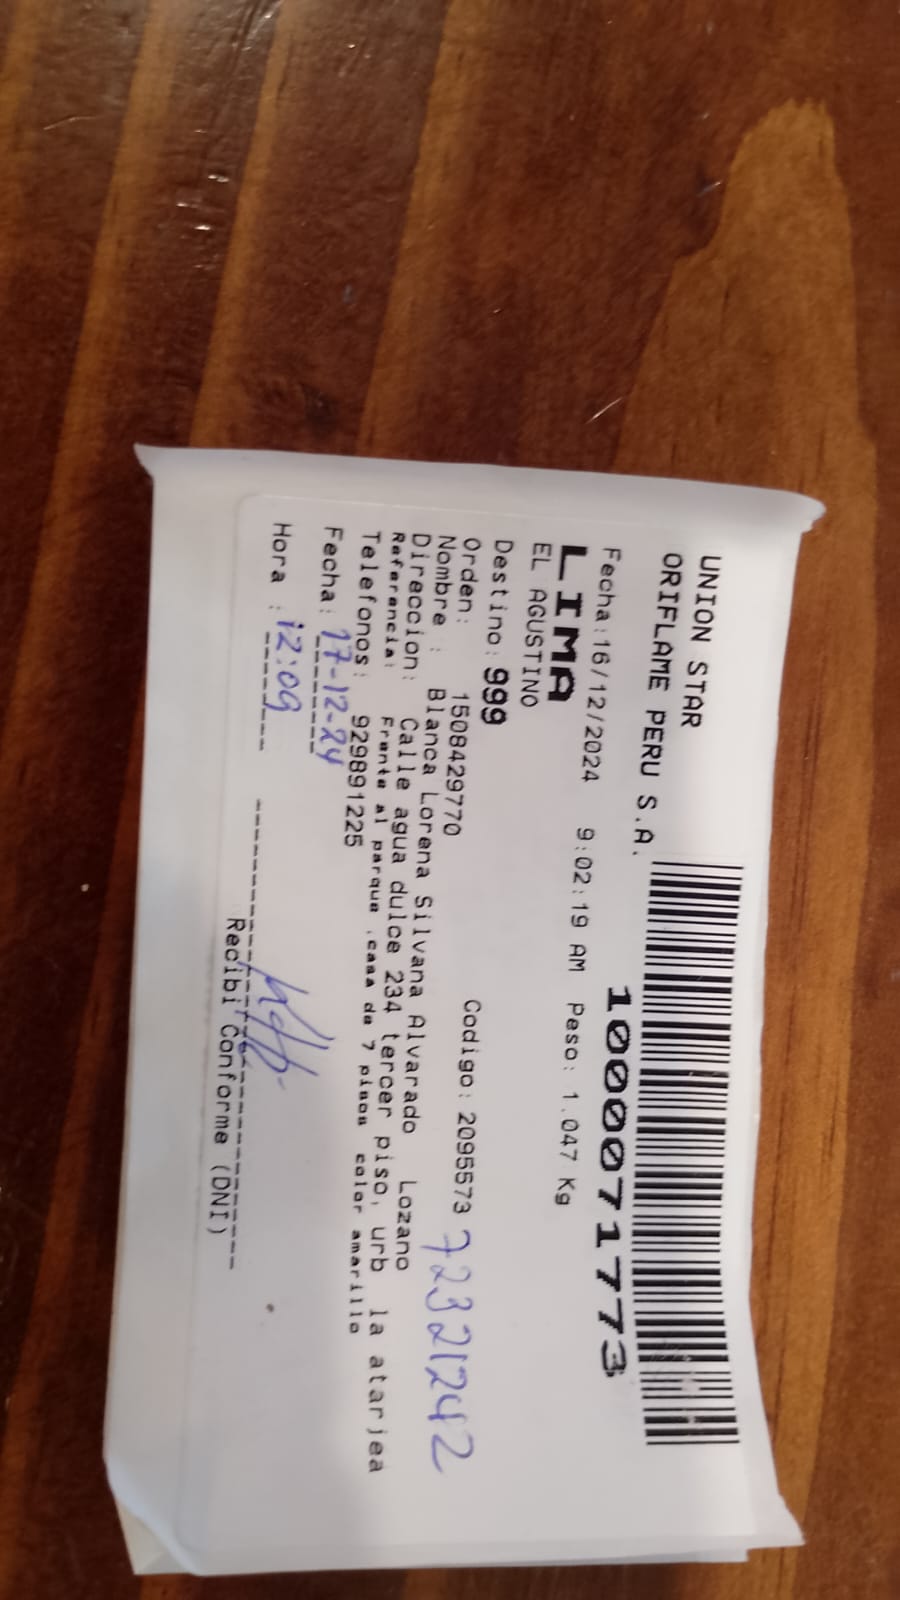 UNION STAR
ORIFLAME PERU S.A.
1000071773
Fecha:16/12/2024 9:02:19 AM Peso: 1.047 Kg
LIMA
EL AGUSTINO
Destino: 999
Orden: 1508429770 Codigo: 2095573
Nombre : Blanca Lorena Silvana Alvarado Lozano
72321242
Direccion: Calle agua dulce 234 tercer piso, urb la atarjea
Referencia: Frente al parque .casa de 7 pisos color amarillo
Telefonos: 929891225
Fecha: 17-12-24
Hora : 12:09
Recibi Conforme (DNI)